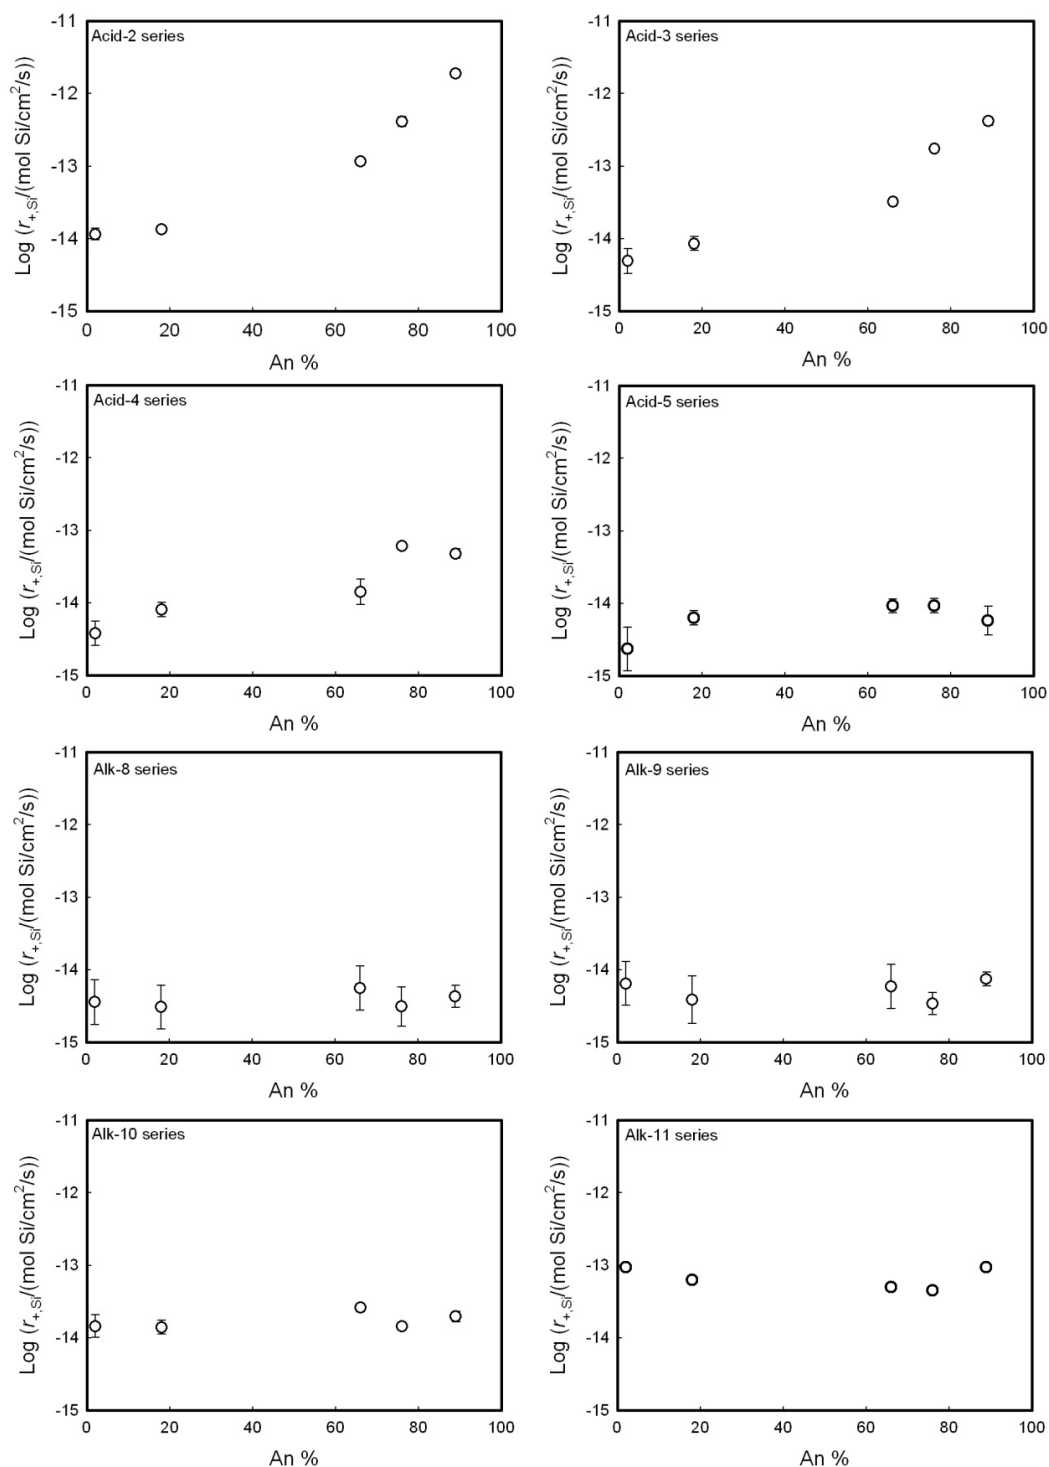 Acid-2 series
Log (r+,Si/(mol Si/cm2/s))
-11
-12
-13
-14
-15
0 20 40 60 80 100
An %
Acid-3 series
Log (r+,Si/(mol Si/cm2/s))
-11
-12
-13
-14
-15
0 20 40 60 80 100
An %
Acid-4 series
Log (r+,Si/(mol Si/cm2/s))
-11
-12
-13
-14
-15
0 20 40 60 80 100
An %
Acid-5 series
Log (r+,Si/(mol Si/cm2/s))
-11
-12
-13
-14
-15
0 20 40 60 80 100
An %
Alk-8 series
Log (r+,Si/(mol Si/cm2/s))
-11
-12
-13
-14
-15
0 20 40 60 80 100
An %
Alk-9 series
Log (r+,Si/(mol Si/cm2/s))
-11
-12
-13
-14
-15
0 20 40 60 80 100
An %
Alk-10 series
Log (r+,Si/(mol Si/cm2/s))
-11
-12
-13
-14
-15
0 20 40 60 80 100
An %
Alk-11 series
Log (r+,Si/(mol Si/cm2/s))
-11
-12
-13
-14
-15
0 20 40 60 80 100
An %